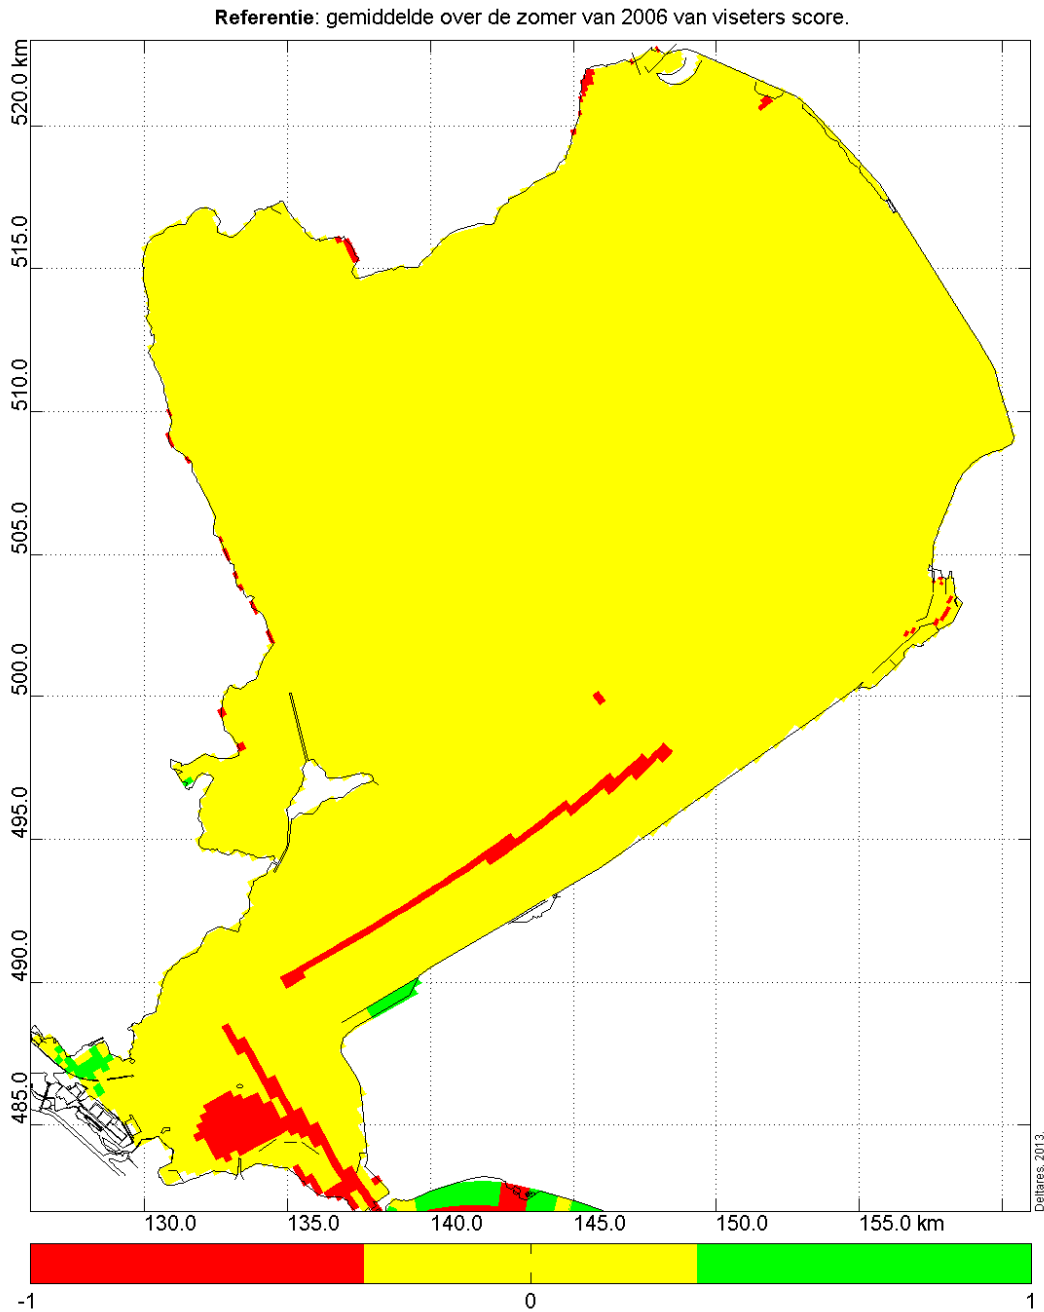 Referentie: gemiddelde over de zomer van 2006 van viseters score.
520.0 km
515.0
510.0
505.0
500.0
495.0
490.0
485.0
130.0 135.0 140.0 145.0 150.0 155.0 km
Deltares. 2013.
-1 0 1